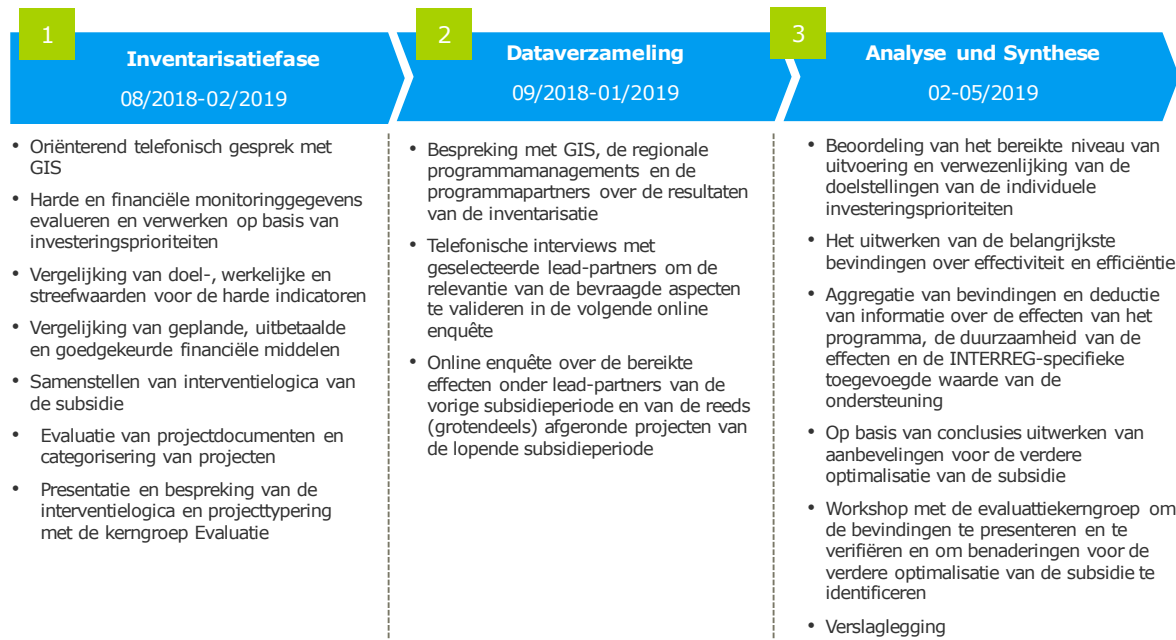 1
Inventarisatiefase
08/2018-02/2019
• Oriënterend telefonisch gesprek met
GIS
• Harde en financiële monitoringgegevens
evalueren en verwerken op basis van
investeringsprioriteiten
• Vergelijking van doel-, werkelijke en
streefwaarden voor de harde indicatoren
• Vergelijking van geplande, uitbetaalde
en goedgekeurde financiële middelen
• Samenstellen van interventielogica van
de subsidie
• Evaluatie van projectdocumenten en
categorisering van projecten
• Presentatie en bespreking van de
interventielogica en projecttypering
met de kerngroep Evaluatie
2
Dataverzameling
09/2018-01/2019
• Bespreking met GIS, de regionale
programmamanagements en de
programmapartners over de resultaten
van de inventarisatie
• Telefonische interviews met
geselecteerde lead-partners om de
relevantie van de bevraagde aspecten
te valideren in de volgende online
enquête
• Online enquête over de bereikte
effecten onder lead-partners van de
vorige subsidieperiode en van de reeds
(grotendeels) afgeronde projecten van
de lopende subsidieperiode
3
Analyse und Synthese
02-05/2019
• Beoordeling van het bereikte niveau van
uitvoering en verwezenlijking van de
doelstellingen van de individuele
investeringsprioriteiten
• Het uitwerken van de belangrijkste
bevindingen over effectiviteit en efficiëntie
• Aggregatie van bevindingen en deductie
van informatie over de effecten van het
programma, de duurzaamheid van de
effecten en de INTERREG-specifieke
toegevoegde waarde van de
ondersteuning
• Op basis van conclusies uitwerken van
aanbevelingen voor de verdere
optimalisatie van de subsidie
• Workshop met de evaluattiekerngroep om
de bevindingen te presenteren en te
verifiëren en om benaderingen voor de
verdere optimalisatie van de subsidie te
identificeren
• Verslaglegging